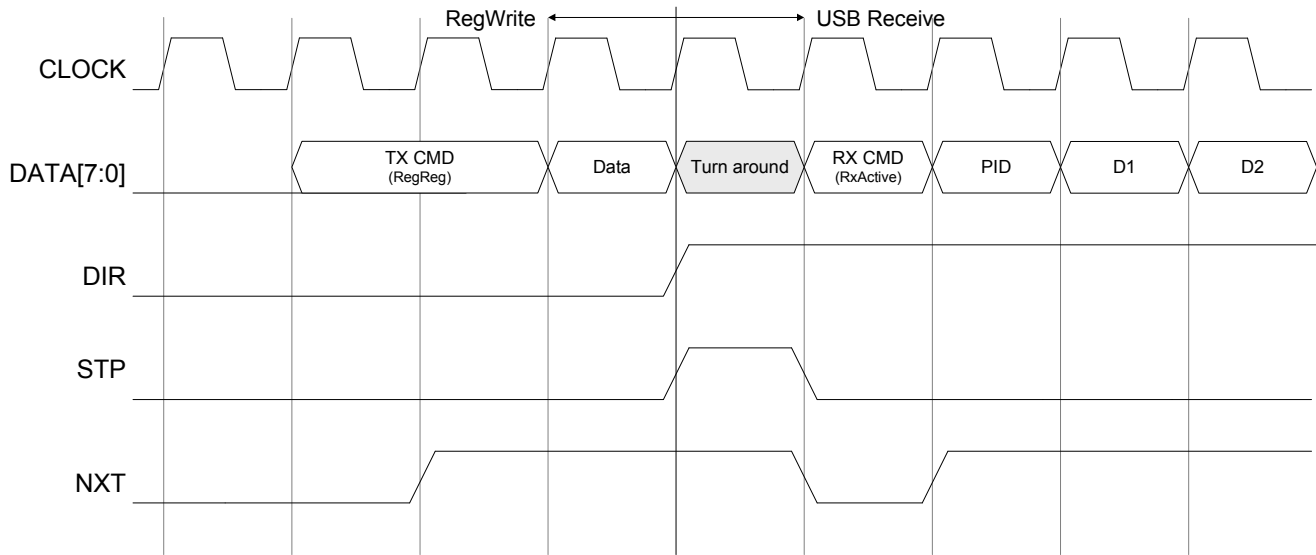 RegWrite
USB Receive
CLOCK
DATA[7:0]
TX CMD
(RegReg)
Data
Turn around
RX CMD
(RxActive)
PID
D1
D2
DIR
STP
NXT